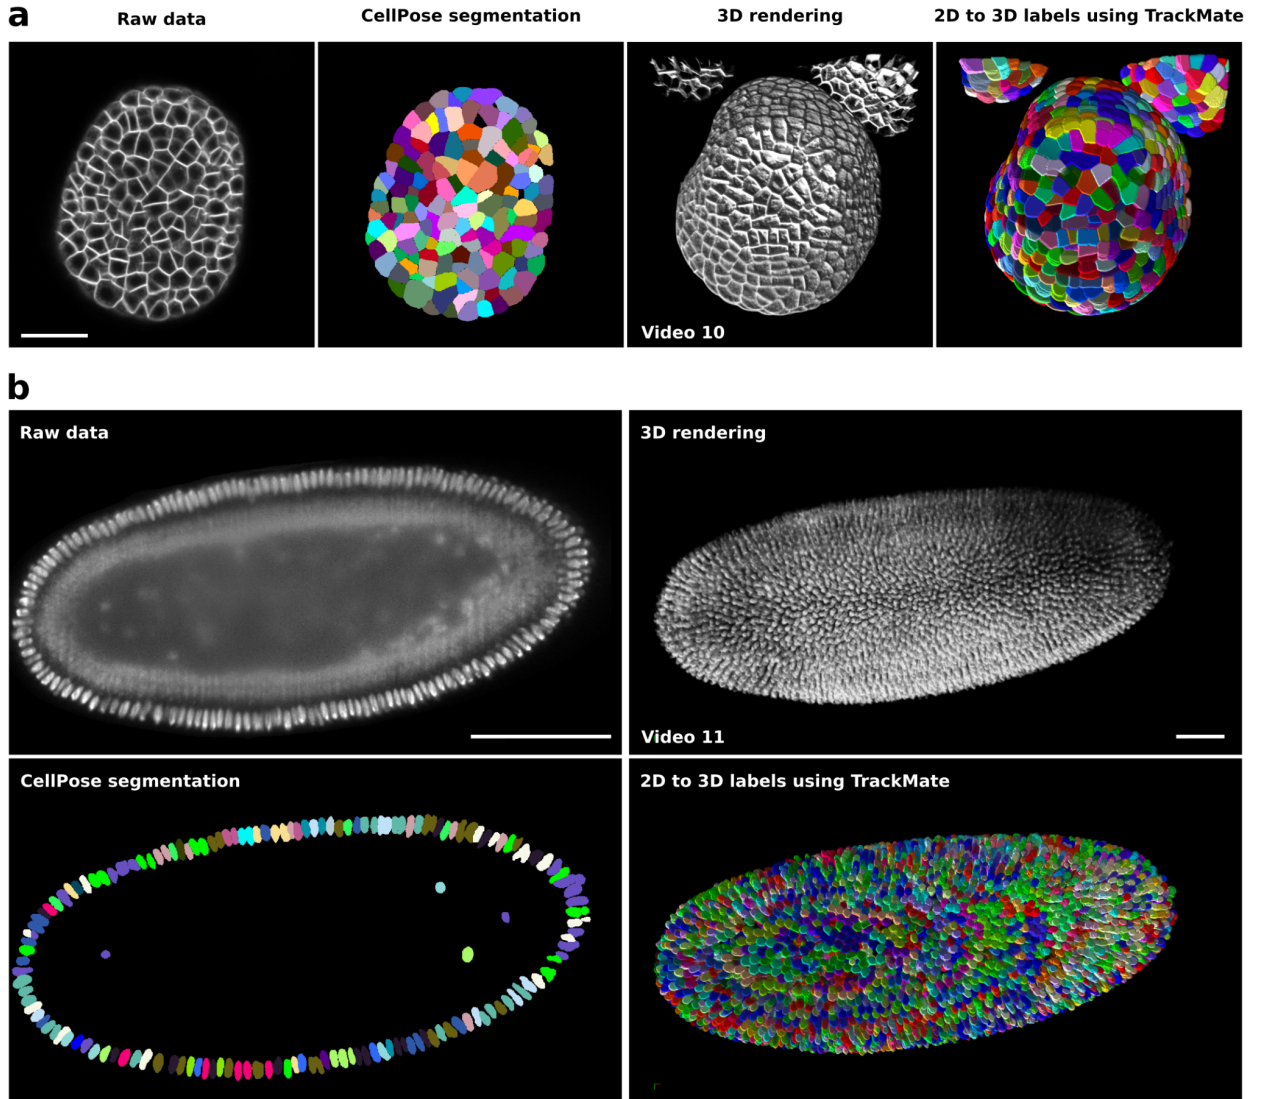 a
Raw data
CellPose segmentation
3D rendering
2D to 3D labels using TrackMate
Video 10
b
Raw data
3D rendering
Video 11
CellPose segmentation
2D to 3D labels using TrackMate